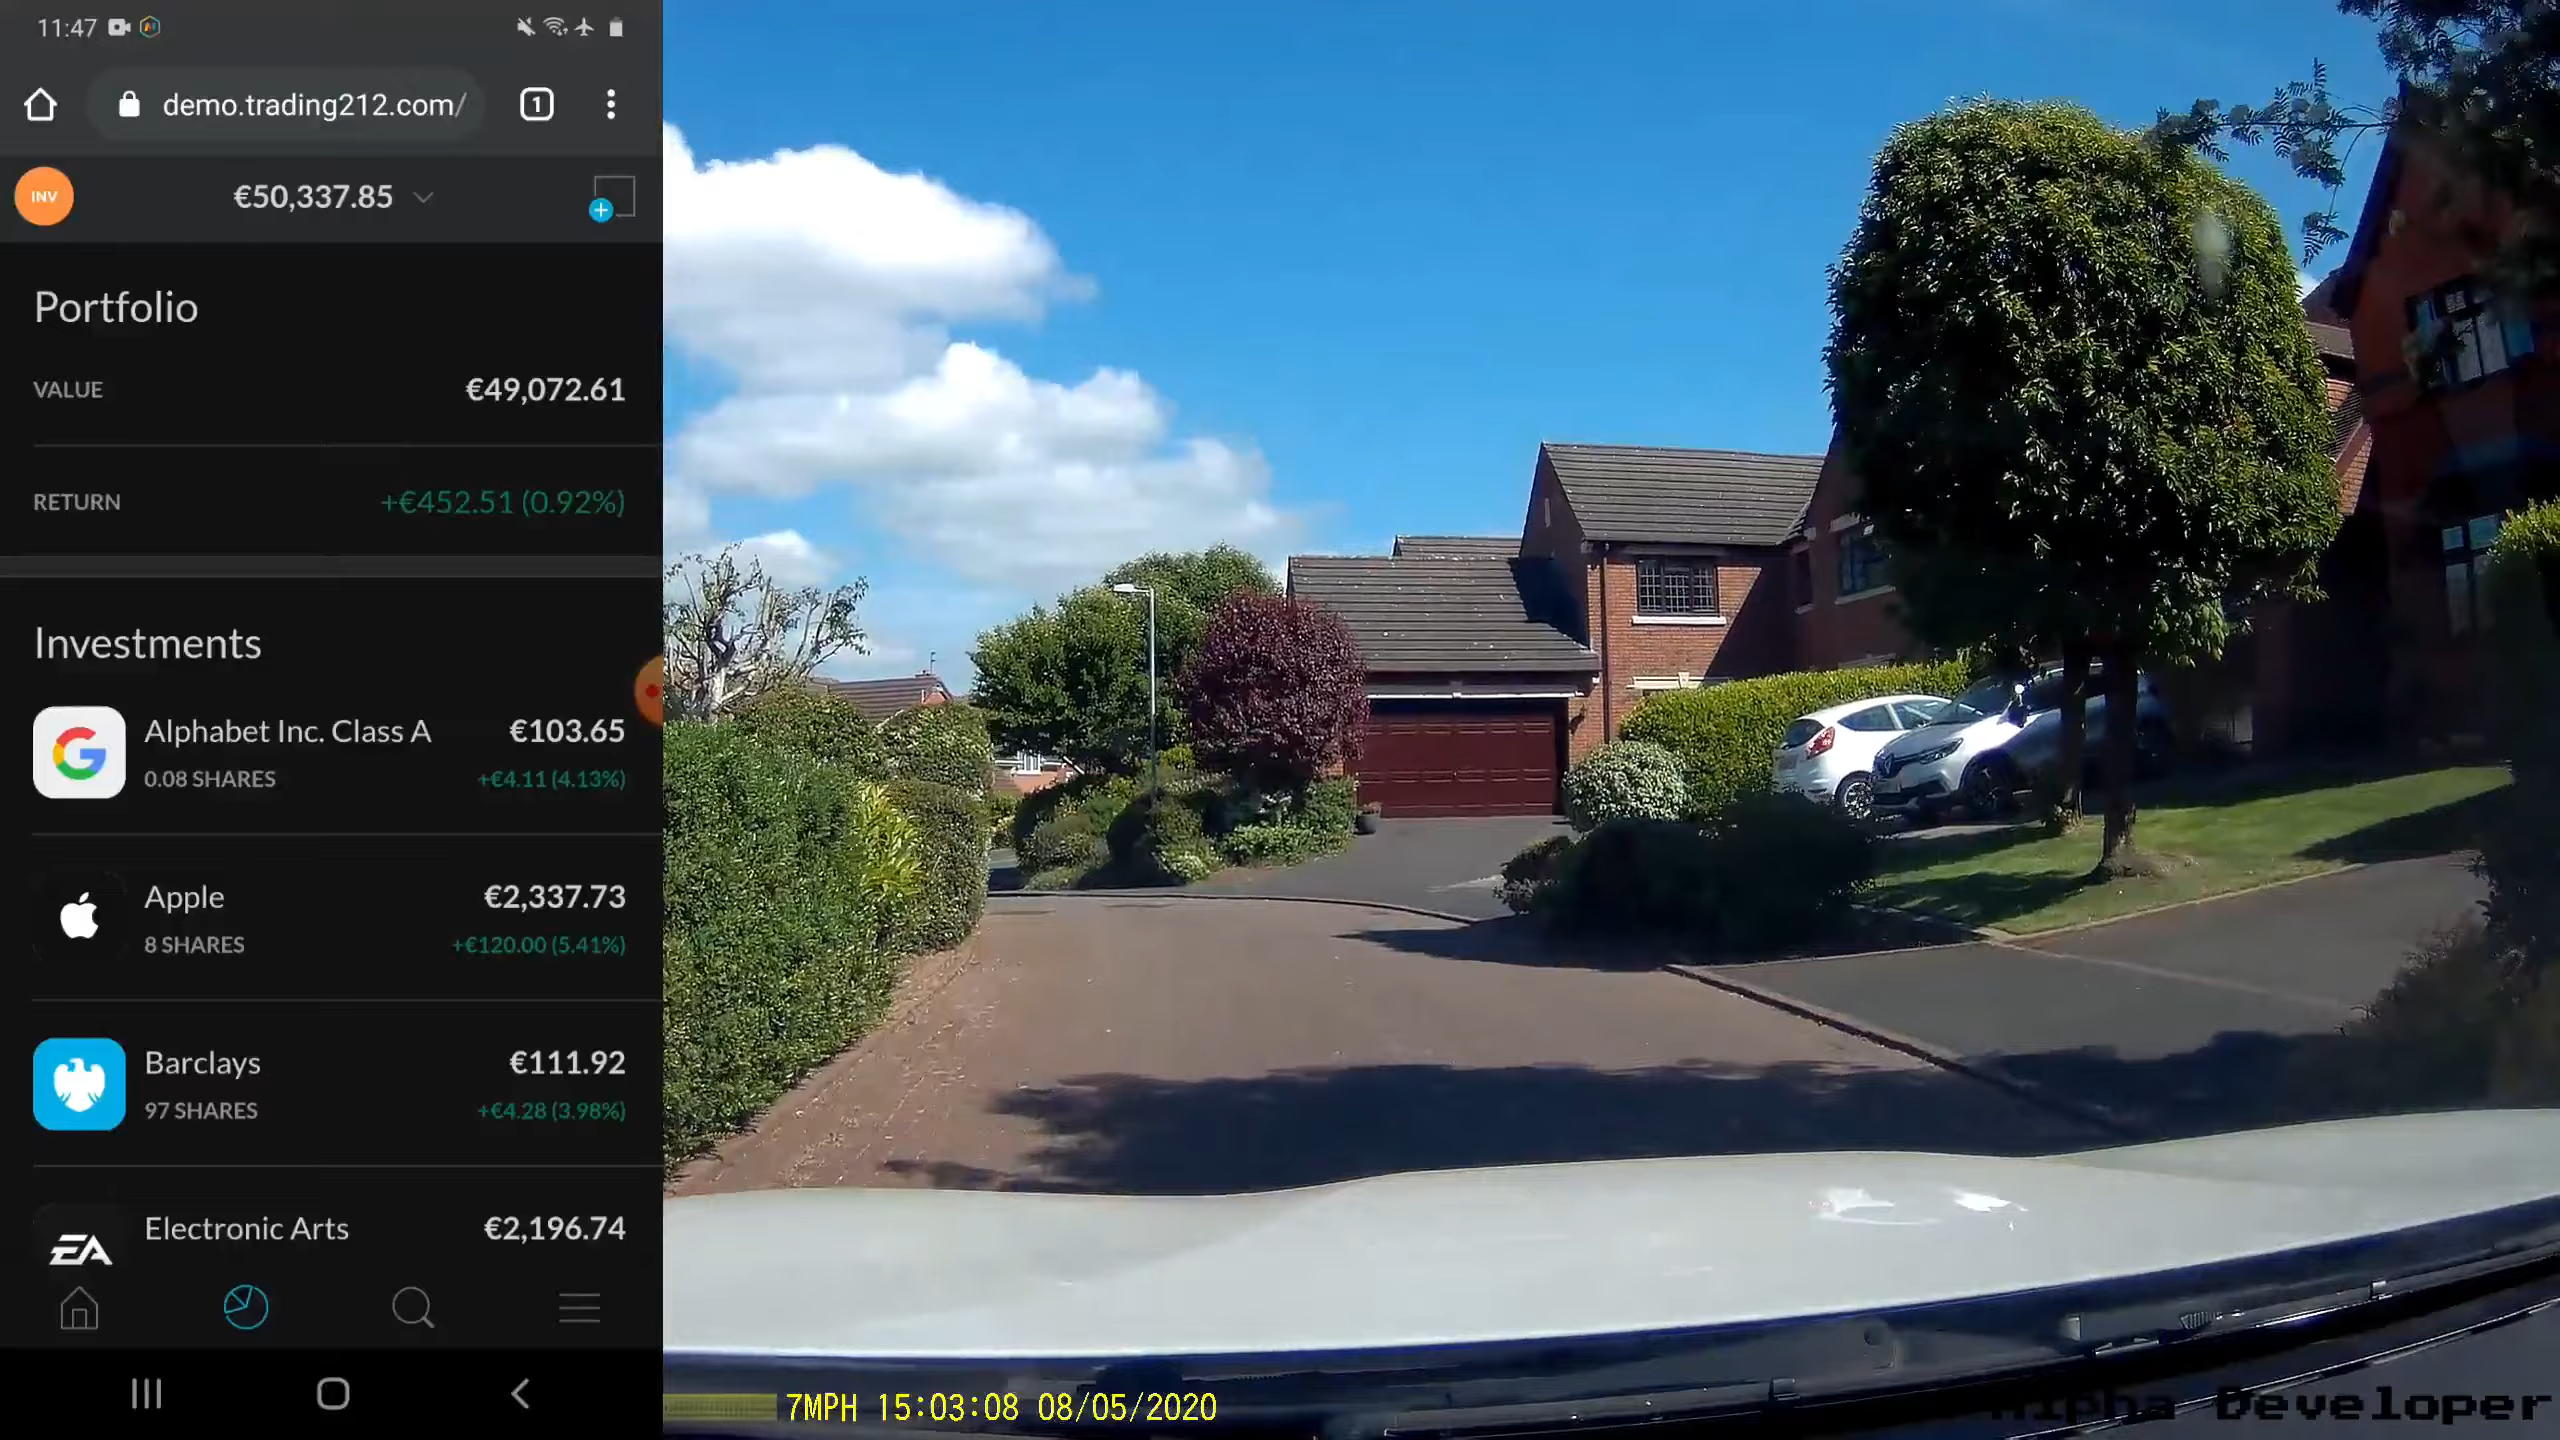 11:47
demo.trading212.com/
1
INV
€50,337.85
Portfolio
VALUE
€49,072.61
RETURN
+€452.51 (0.92%)
Investments
Alphabet Inc. Class A
€103.65
0.08 SHARES
+€4.11 (4.13%)
Apple
€2,337.73
8 SHARES
+€120.00 (5.41%)
Barclays
€111.92
97 SHARES
+€4.28 (3.98%)
EA
Electronic Arts
€2,196.74
7MPH 15:03:08 08/05/2020
Alpha Developer